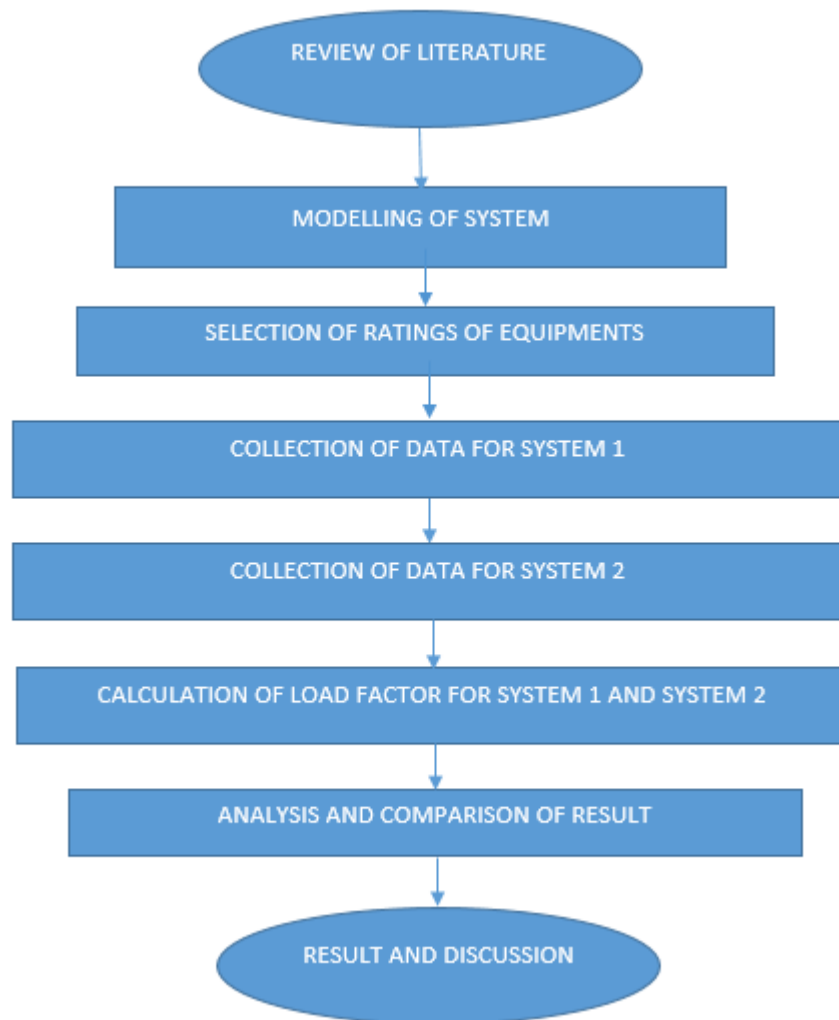 REVIEW OF LITERATURE
MODELLING OF SYSTEM
SELECTION OF RATINGS OF EQUIPMENTS
COLLECTION OF DATA FOR SYSTEM 1
COLLECTION OF DATA FOR SYSTEM 2
CALCULATION OF LOAD FACTOR FOR SYSTEM 1 AND SYSTEM 2
ANALYSIS AND COMPARISON OF RESULT
RESULT AND DISCUSSION